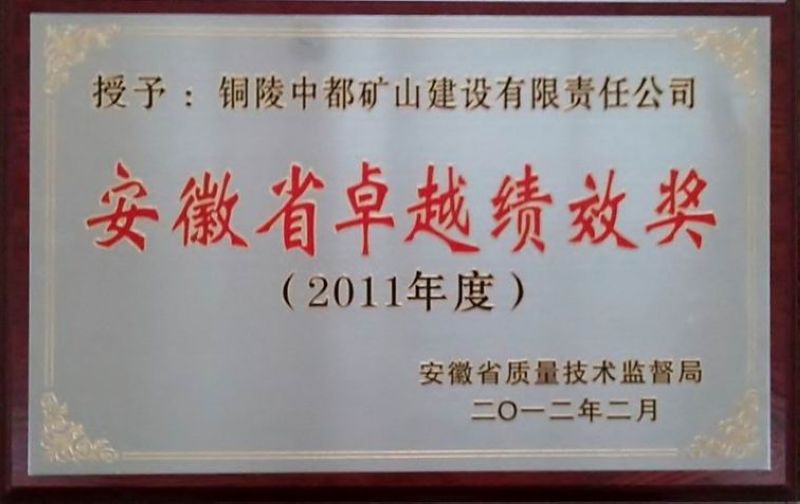 授予：铜陵中都矿山建设有限责任公司
安徽省卓越绩效奖
（2011年度）
安徽省质量技术监督局
二〇一二年二月